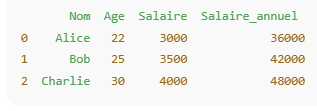 Nom Age Salaire Salaire_annuel
0 Alice 22 3000 36000
1 Bob 25 3500 42000
2 Charlie 30 4000 48000